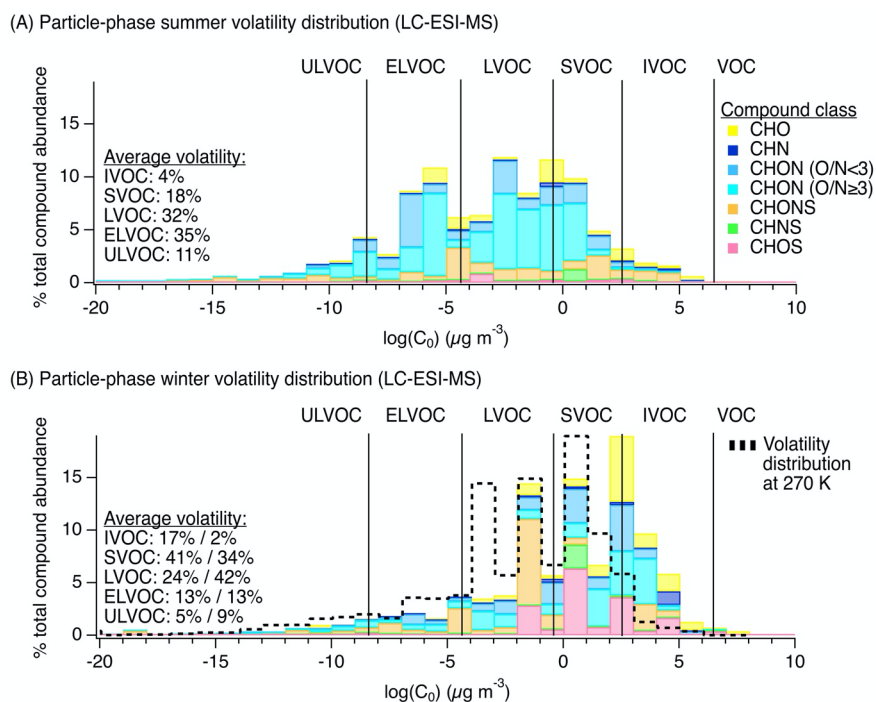 (A) Particle-phase summer volatility distribution (LC-ESI-MS)
ULVOC ELVOC LVOC SVOC IVOC VOC
% total compound abundance
15
10
5
0
Average volatility:
IVOC: 4%
SVOC: 18%
LVOC: 32%
ELVOC: 35%
ULVOC: 11%
Compound class
CHO
CHN
CHON (O/N<3)
CHON (O/N≥3)
CHONS
CHNS
CHOS
-20 -15 -10 -5 0 5 10
log(C₀) (µg m⁻³)
(B) Particle-phase winter volatility distribution (LC-ESI-MS)
ULVOC ELVOC LVOC SVOC IVOC VOC
% total compound abundance
15
10
5
0
Average volatility:
IVOC: 17% / 2%
SVOC: 41% / 34%
LVOC: 24% / 42%
ELVOC: 13% / 13%
ULVOC: 5% / 9%
Volatility
distribution
at 270 K
-20 -15 -10 -5 0 5 10
log(C₀) (µg m⁻³)